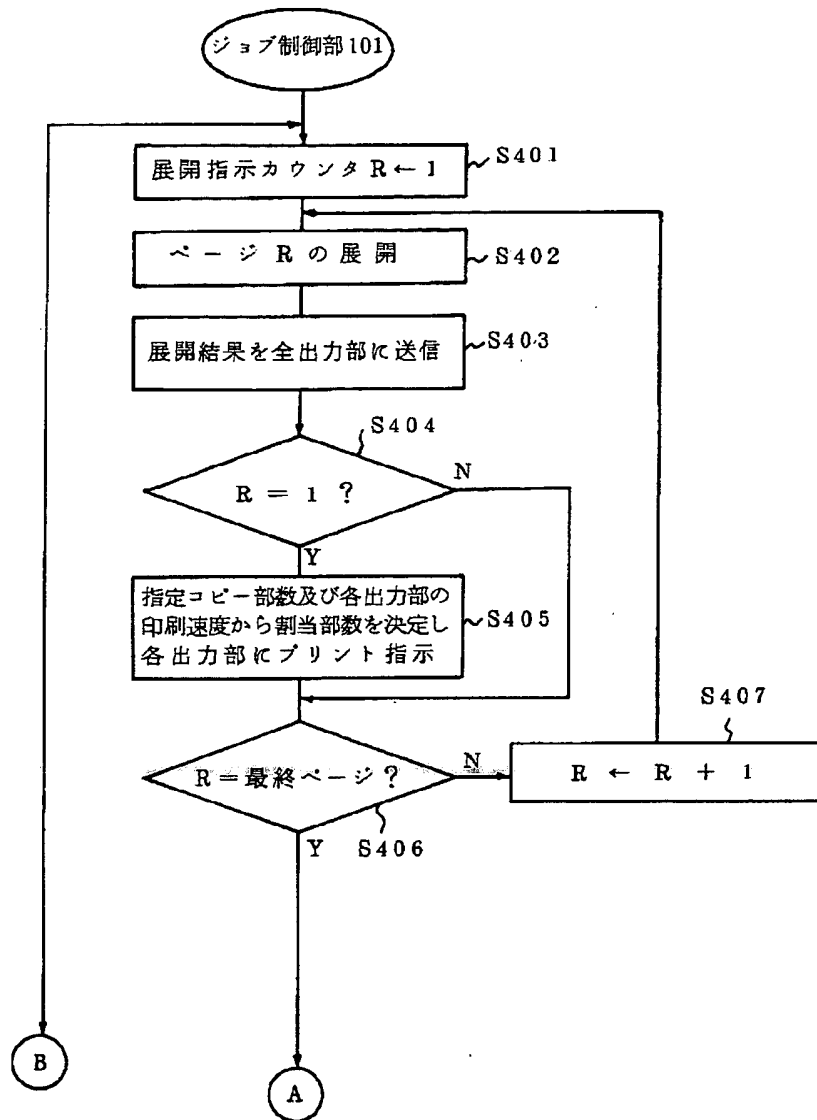 ジョブ制御部101
展開指示カウンタR←1
S401
ページRの展開
S402
展開結果を全出力部に送信
S403
S404
R=1?
N
Y
指定コピー部数及び各出力部の
印刷速度から割当部数を決定し
各出力部にプリント指示
S405
S407
R=最終ページ?
N
R←R+1
Y
S406
B
A